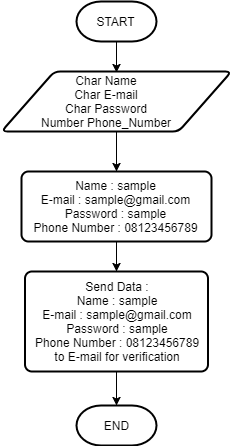 START
Char Name
Char E-mail
Char Password
Number Phone_Number
Name : sample
E-mail : sample@gmail.com
Password : sample
Phone Number : 08123456789
Send Data :
Name : sample
E-mail : sample@gmail.com
Password : sample
Phone Number : 08123456789
to E-mail for verification
END